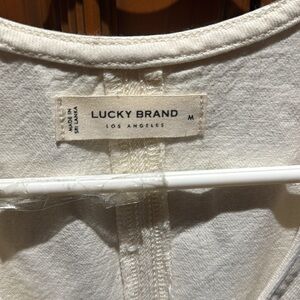 MADE IN
SRI LANKA
LUCKY BRAND
LOS ANGELES
M